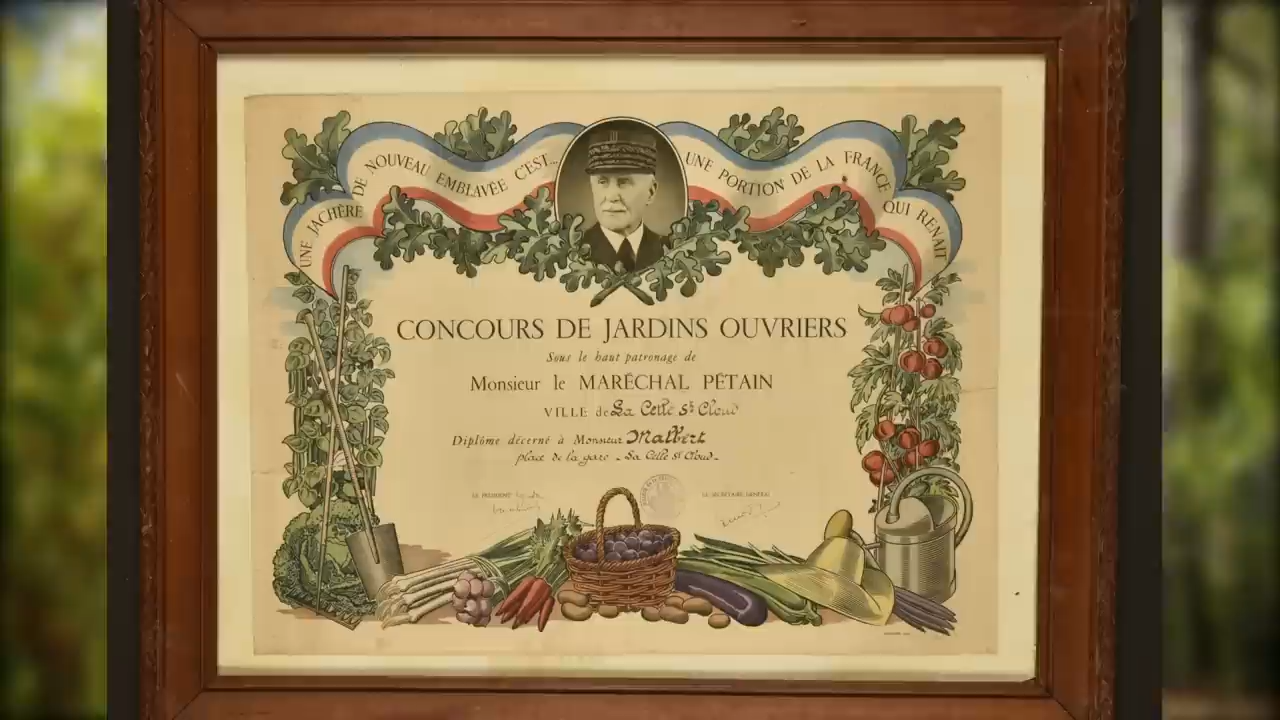 UNE JACHÈRE DE NOUVEAU EMBLAVÉE C'EST... UNE PORTION DE LA FRANCE QUI RENAIT
CONCOURS DE JARDINS OUVRIERS
Sous le haut patronage de
Monsieur le MARÉCHAL PÉTAIN
VILLE de La Celle St Cloud
Diplôme décerné à Monsieur Malbert
place de la gare - La Celle St Cloud -
LE PRÉSIDENT
LE SECRÉTAIRE GÉNÉRAL